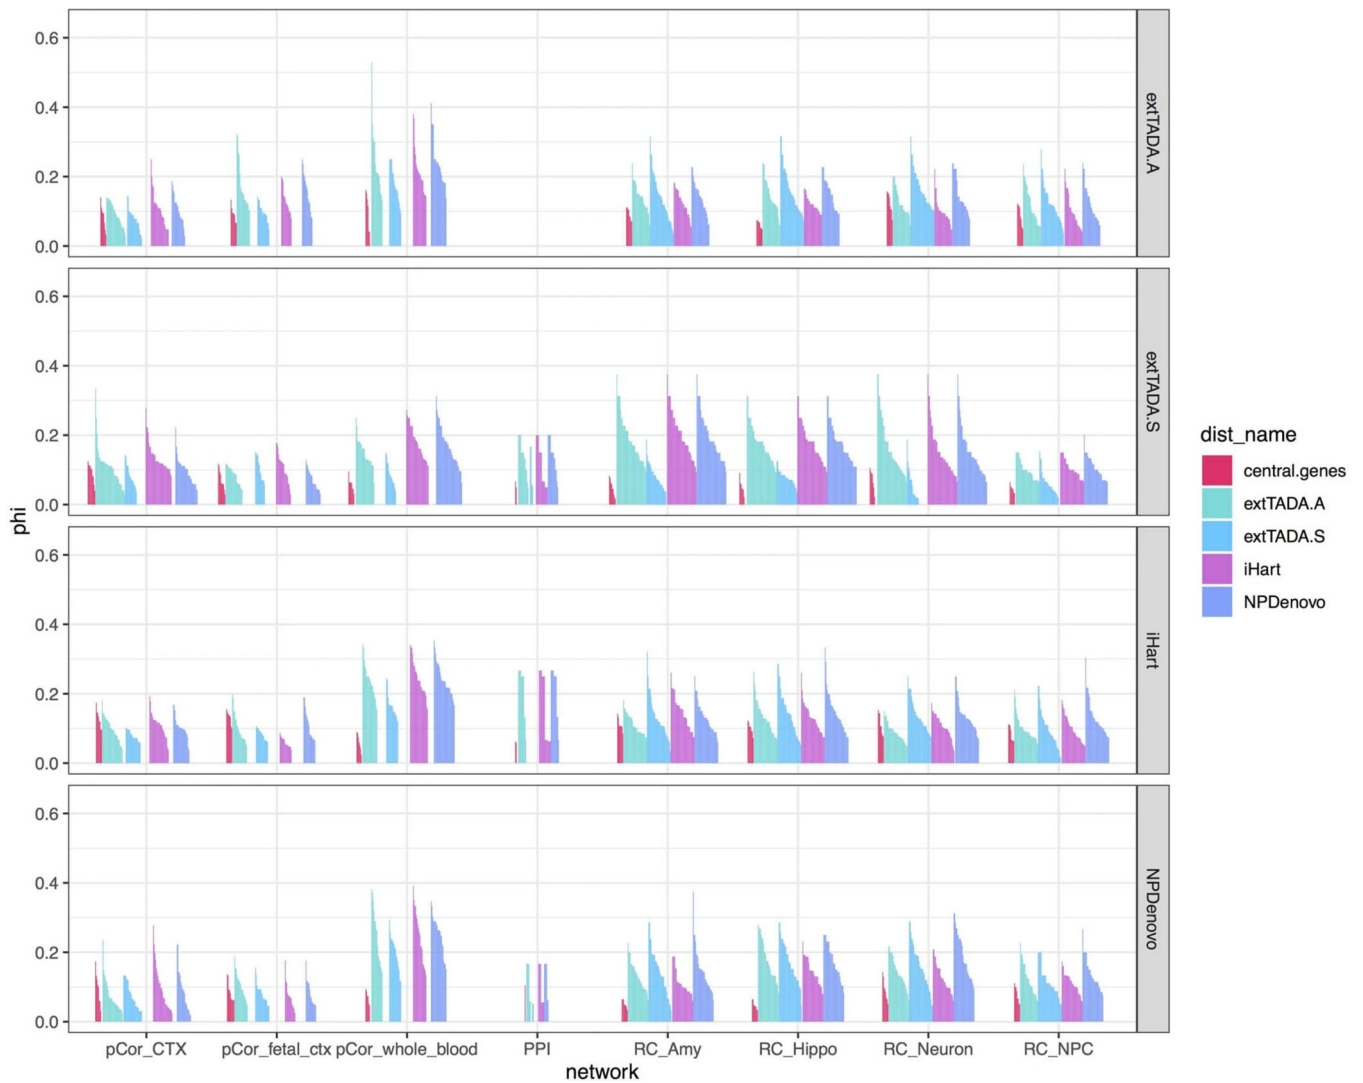 0.6
0.4
0.2
0.0
extTADA.A
0.6
0.4
0.2
0.0
extTADA.S
phi
0.6
0.4
0.2
0.0
iHart
0.6
0.4
0.2
0.0
NPDenovo
pCor_CTX pCor_fetal_ctx pCor_whole_blood PPI RC_Amy RC_Hippo RC_Neuron RC_NPC
network
dist_name
central.genes
extTADA.A
extTADA.S
iHart
NPDenovo